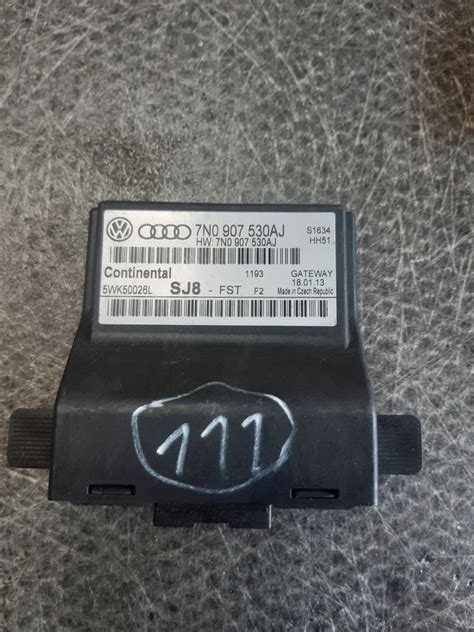 7N0 907 530AJ
HW: 7N0 907 530AJ
S1634
HH51
Continental
1193
GATEWAY
18.01.13
5WK50026L
SJ8 - FST F2
Made in Czech Republic
111